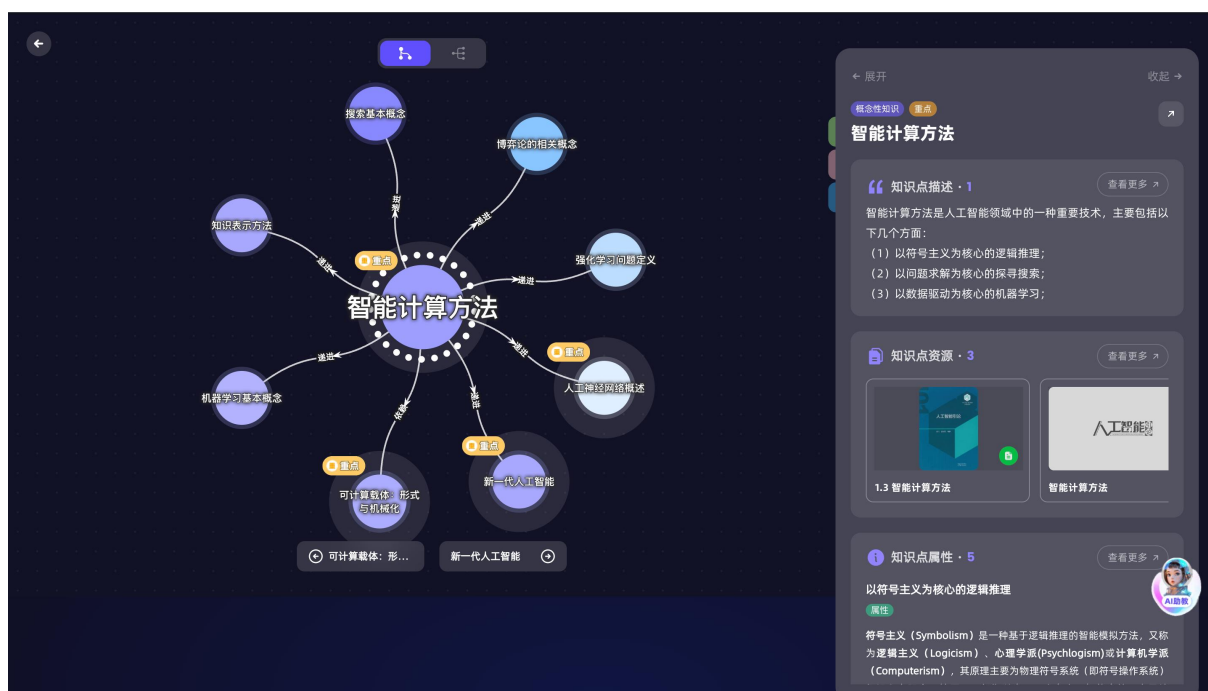 搜索基本概念
博弈论的相关概念
递进
递进
知识表示方法
递进
重点
强化学习问题定义
递进
智能计算方法
递进
重点
人工神经网络概述
递进
机器学习基本概念
依赖
递进
重点
新一代人工智能
重点
可计算载体：形式
与机械化
可计算载体：形...
新一代人工智能
展开
收起
概念性知识 重点
智能计算方法
知识点描述·1
查看更多
智能计算方法是人工智能领域中的一种重要技术，主要包括以
下几个方面：
（1）以符号主义为核心的逻辑推理；
（2）以问题求解为核心的探寻搜索；
（3）以数据驱动为核心的机器学习；
知识点资源·3
查看更多
1.3 智能计算方法
人工智能
智能计算方法
知识点属性·5
查看更多
以符号主义为核心的逻辑推理
属性
AI助教
符号主义（Symbolism）是一种基于逻辑推理的智能模拟方法，又称
为逻辑主义（Logicism）、心理学派(Psychlogism)或计算机学派
（Computerism），其原理主要为物理符号系统（即符号操作系统）